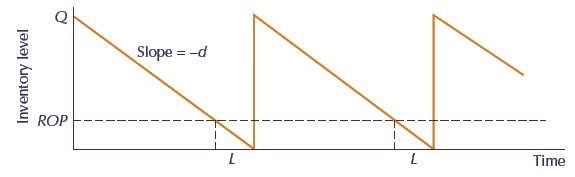 Q
Inventory level
Slope = –d
ROP
L
L
Time